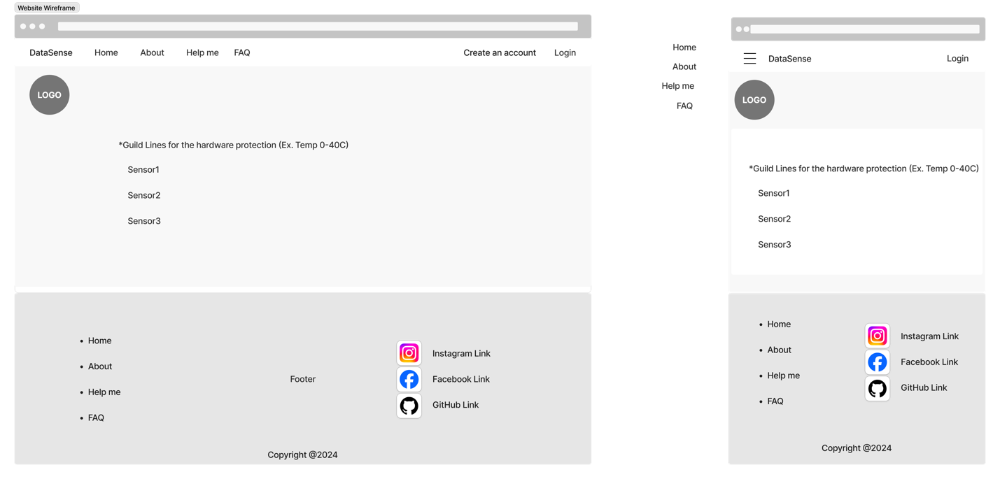 Website Wireframe
DataSense Home About Help me FAQ Create an account Login
LOGO
*Guild Lines for the hardware protection (Ex. Temp 0-40C)
Sensor1
Sensor2
Sensor3
Home
About
Help me
FAQ
Footer
Instagram Link
Facebook Link
GitHub Link
Copyright @2024
Home
About
Help me
FAQ
DataSense Login
LOGO
*Guild Lines for the hardware protection (Ex. Temp 0-40C)
Sensor1
Sensor2
Sensor3
Home
About
Help me
FAQ
Instagram Link
Facebook Link
GitHub Link
Copyright @2024